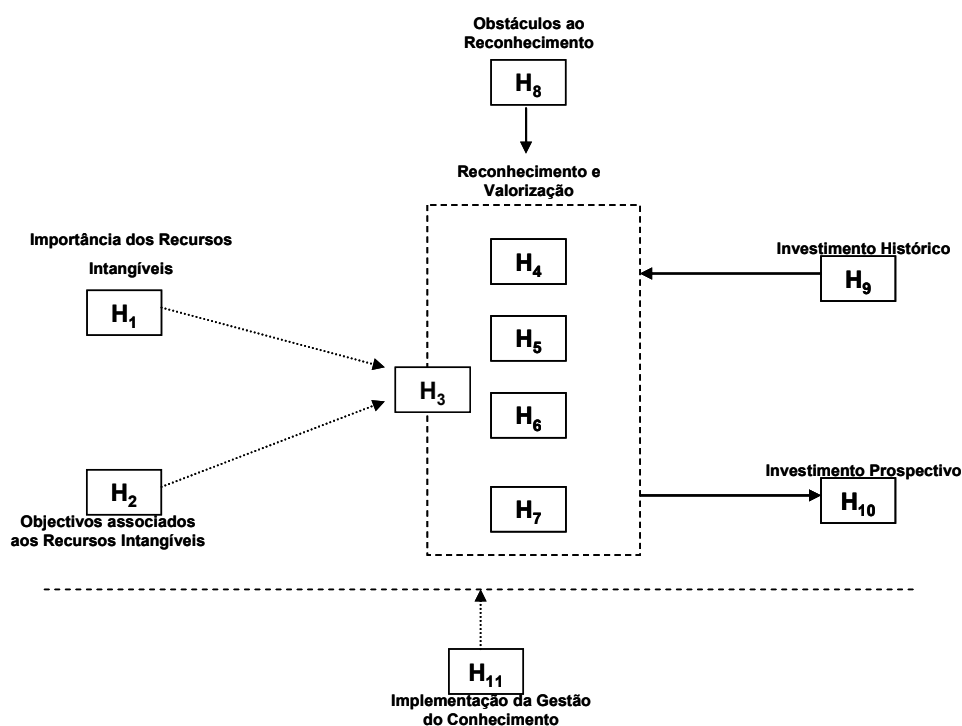 Obstáculos ao
Reconhecimento
H8
Reconhecimento e
Valorização
Importância dos Recursos
Intangíveis
H1
H4
Investimento Histórico
H9
H5
H3
H6
H2
Objectivos associados
aos Recursos Intangíveis
H7
Investimento Prospectivo
H10
H11
Implementação da Gestão
do Conhecimento